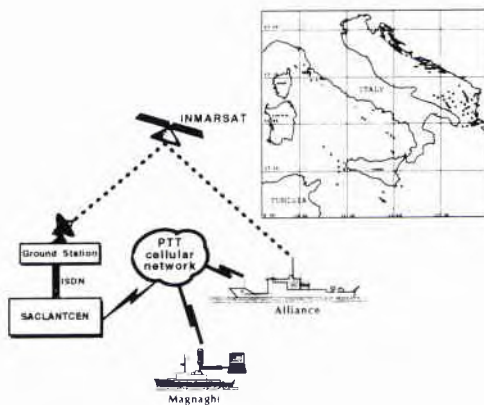 INMARSAT
ITALY
TUNISIA
PTT
cellular
network
Ground Station
ISDN
SACLANTCEN
Alliance
Magnaghi